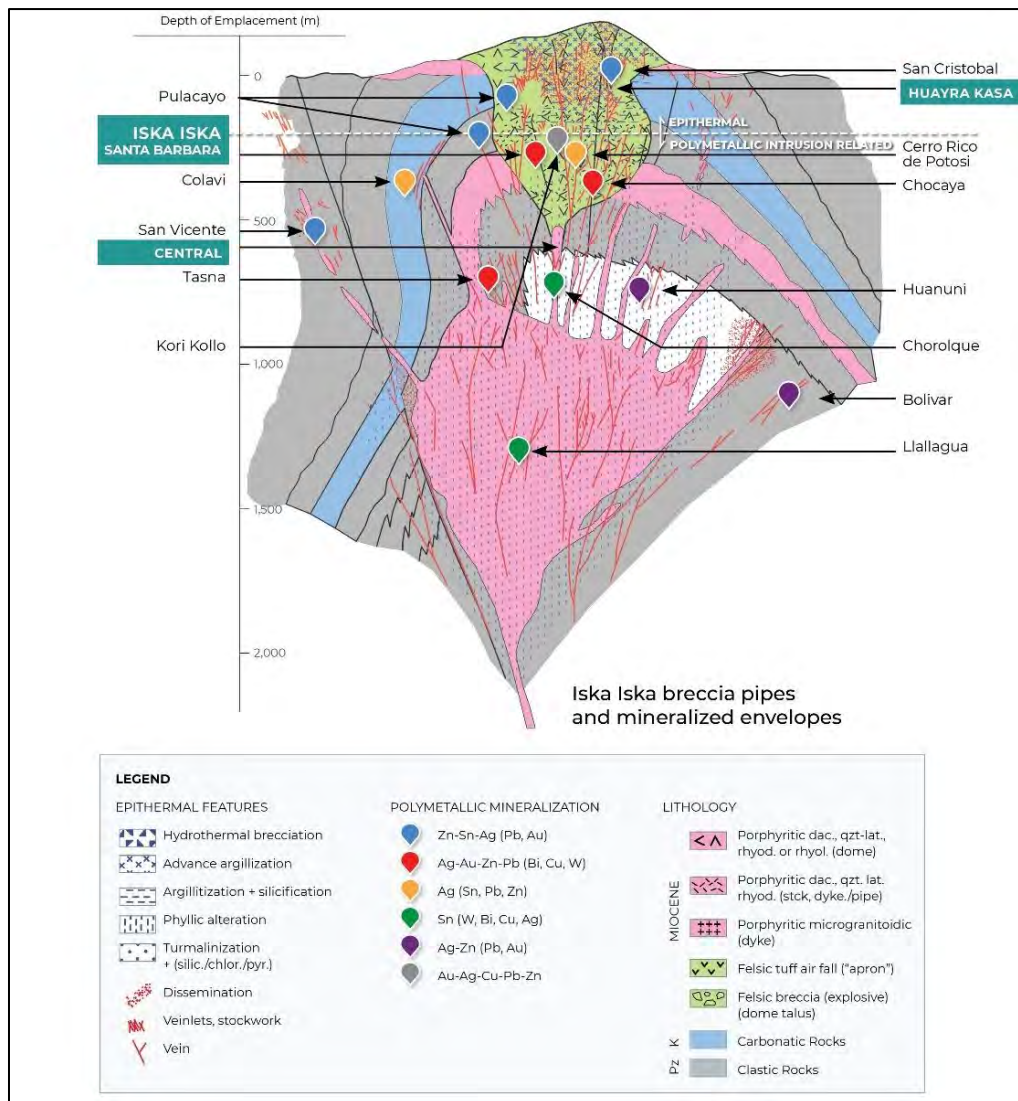 Depth of Emplacement (m)
0
500
1,000
1,500
2,000
Pulacayo
ISKA ISKA
SANTA BARBARA
Colavi
San Vicente
CENTRAL
Tasna
Kori Kollo
San Cristobal
HUAYRA KASA
EPITHERMAL
POLYMETALLIC INTRUSION RELATED
Cerro Rico
de Potosi
Chocaya
Huanuni
Chorolque
Bolivar
Llallagua
Iska Iska breccia pipes
and mineralized envelopes
LEGEND
EPITHERMAL FEATURES
Hydrothermal brecciation
Advance argillization
Argillitization + silicification
Phyllic alteration
Turmalinization
+ (silic./chlor./pyr.)
Dissemination
Veinlets, stockwork
Vein
POLYMETALLIC MINERALIZATION
Zn-Sn-Ag (Pb, Au)
Ag-Au-Zn-Pb (Bi, Cu, W)
Ag (Sn, Pb, Zn)
Sn (W, Bi, Cu, Ag)
Ag-Zn (Pb, Au)
Au-Ag-Cu-Pb-Zn
LITHOLOGY
MIOCENE
Porphyritic dac., qzt-lat.,
rhyod. or rhyol. (dome)
Porphyritic dac., qzt. lat.
rhyod. (stck, dyke./pipe)
Porphyritic microgranitoidic
(dyke)
Felsic tuff air fall ("apron")
Felsic breccia (explosive)
(dome talus)
K
Carbonatic Rocks
Pz
Clastic Rocks